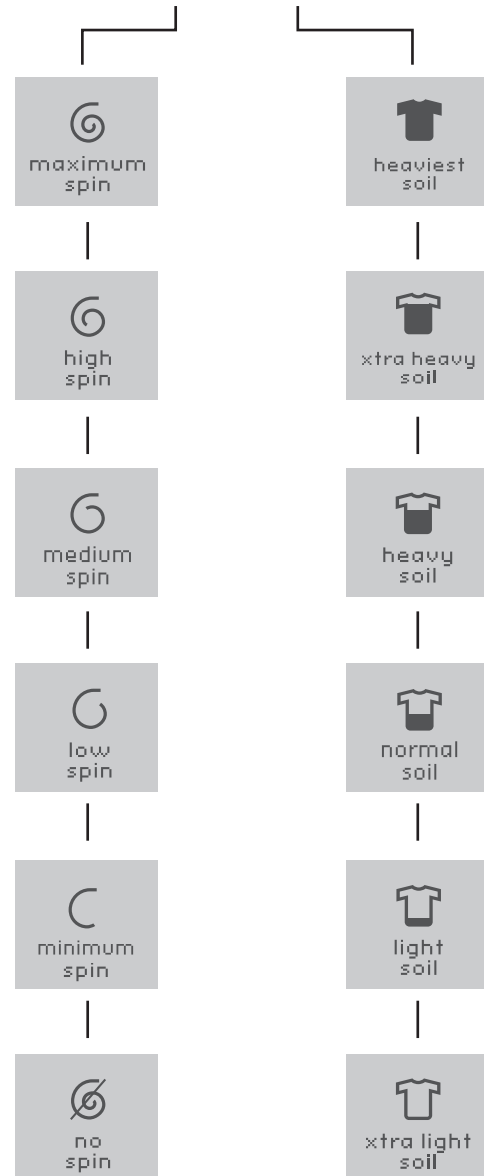 maximum
spin
high
spin
medium
spin
low
spin
minimum
spin
no
spin
heaviest
soil
xtra heavy
soil
heavy
soil
normal
soil
light
soil
xtra light
soil